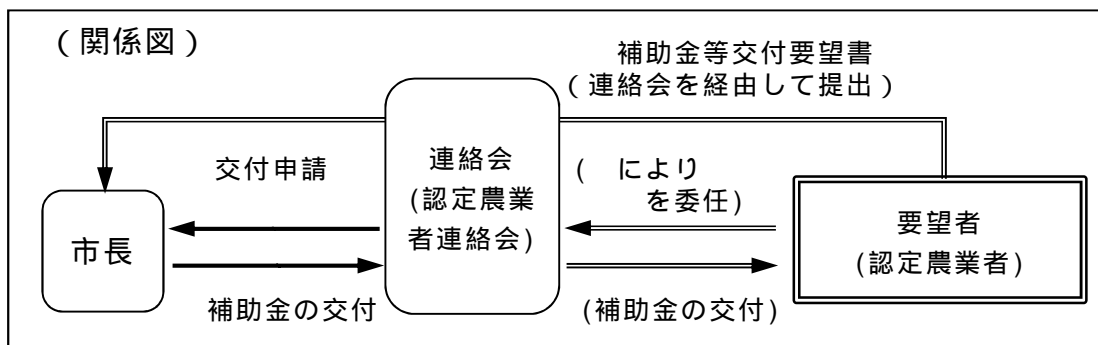 (関係図)
補助金等交付要望書
(連絡会を経由して提出)
交付申請
連絡会
(認定農業
者連絡会)
( により
を委任)
市長
要望者
(認定農業者)
補助金の交付
(補助金の交付)